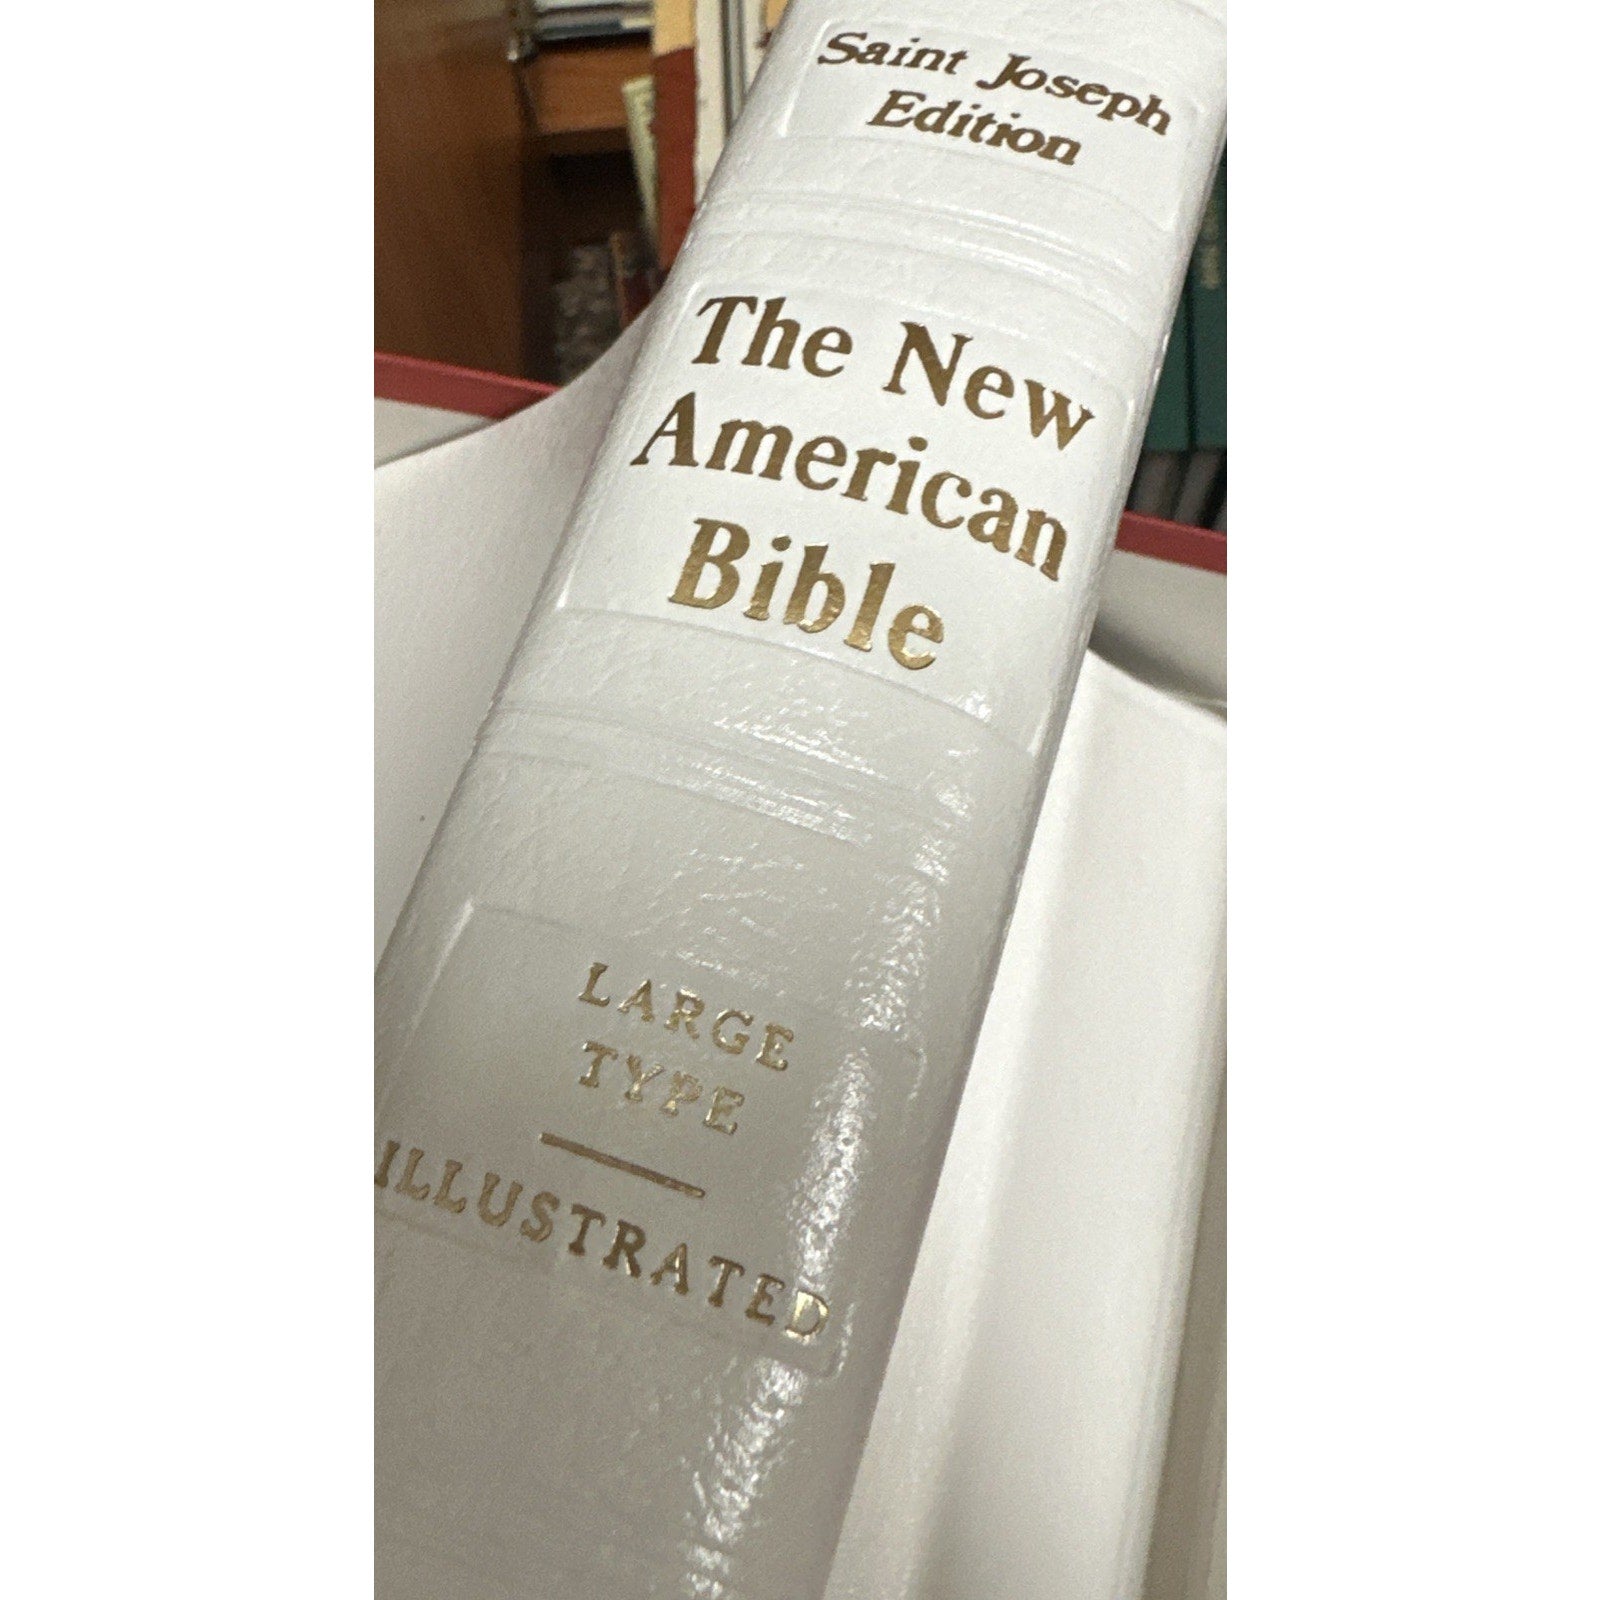 Saint Joseph
Edition
The New
American
Bible
LARGE
TYPE
ILLUSTRATED